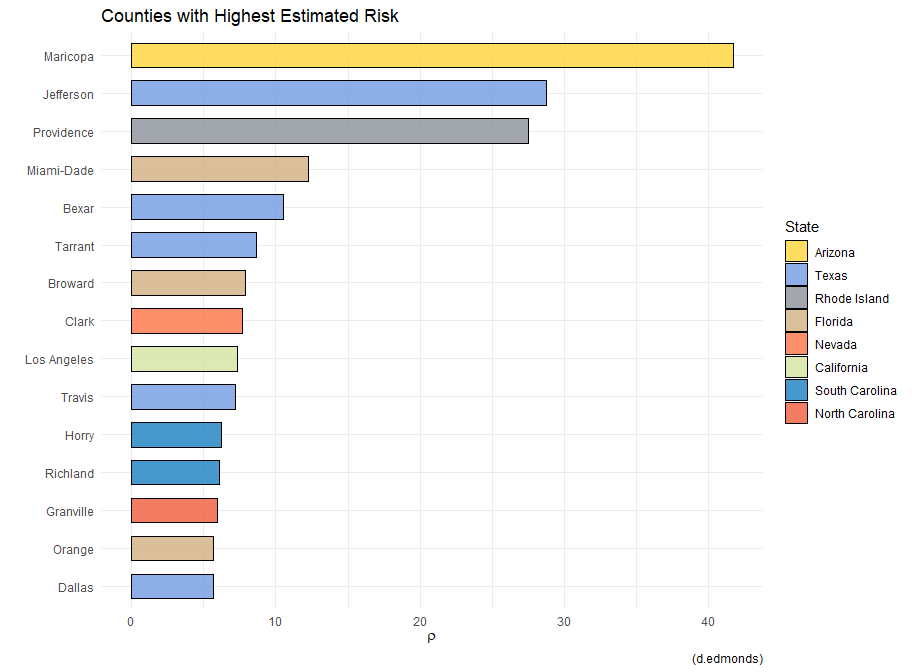 Counties with Highest Estimated Risk
Maricopa
Jefferson
Providence
Miami-Dade
Bexar
Tarrant
Broward
Clark
Los Angeles
Travis
Horry
Richland
Granville
Orange
Dallas
0 10 20 30 40
ρ
(d.edmonds)
State
Arizona
Texas
Rhode Island
Florida
Nevada
California
South Carolina
North Carolina